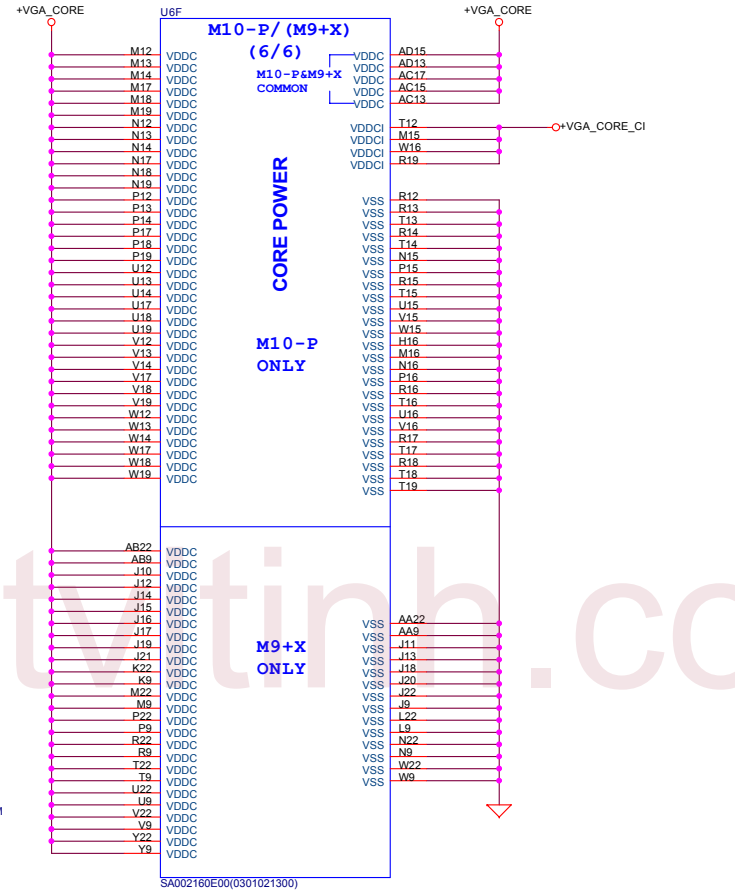 +VGA_CORE
U6F
+VGA_CORE
M10-P/(M9+X)
(6/6)
M10-P&M9+X
COMMON
M12 VDDC
M13 VDDC
M14 VDDC
M17 VDDC
M18 VDDC
M19 VDDC
N12 VDDC
N13 VDDC
N14 VDDC
N17 VDDC
N18 VDDC
N19 VDDC
P12 VDDC
P13 VDDC
P14 VDDC
P17 VDDC
P18 VDDC
P19 VDDC
U12 VDDC
U13 VDDC
U14 VDDC
U17 VDDC
U18 VDDC
U19 VDDC
V12 VDDC
V13 VDDC
V14 VDDC
V17 VDDC
V18 VDDC
V19 VDDC
W12 VDDC
W13 VDDC
W14 VDDC
W17 VDDC
W18 VDDC
W19 VDDC
CORE POWER
M10-P
ONLY
VDDC AD15
VDDC AD13
VDDC AC17
VDDC AC15
VDDC AC13
VDDCI T12
+VGA_CORE_CI
VDDCI M15
VDDCI W16
VDDCI R19
VSS R12
VSS R13
VSS T13
VSS R14
VSS T14
VSS N15
VSS P15
VSS R15
VSS T15
VSS U15
VSS V15
VSS W15
VSS H16
VSS M16
VSS N16
VSS P16
VSS R16
VSS T16
VSS U16
VSS V16
VSS R17
VSS T17
VSS R18
VSS T18
VSS T19
AB22 VDDC
AB9 VDDC
J10 VDDC
J12 VDDC
J14 VDDC
J15 VDDC
J16 VDDC
J17 VDDC
J19 VDDC
J21 VDDC
K22 VDDC
K9 VDDC
M22 VDDC
M9 VDDC
P22 VDDC
P9 VDDC
R22 VDDC
R9 VDDC
T22 VDDC
T9 VDDC
U22 VDDC
U9 VDDC
V22 VDDC
V9 VDDC
Y22 VDDC
Y9 VDDC
M9+X
ONLY
VSS AA22
VSS AA9
VSS J11
VSS J13
VSS J18
VSS J20
VSS J22
VSS J9
VSS L22
VSS L9
VSS N22
VSS N9
VSS W22
VSS W9
SA002160E00(0301021300)
tvtinh.co